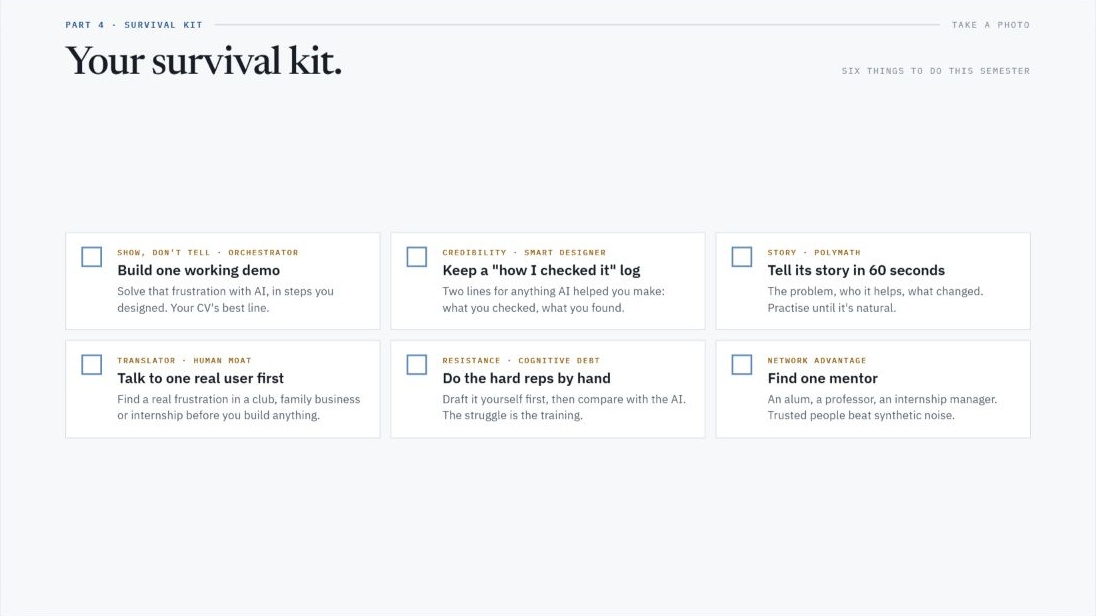 PART 4 · SURVIVAL KIT
TAKE A PHOTO
Your survival kit.
SIX THINGS TO DO THIS SEMESTER
SHOW, DON'T TELL · ORCHESTRATOR
Build one working demo
Solve that frustration with AI, in steps you
designed. Your CV's best line.
CREDIBILITY · SMART DESIGNER
Keep a "how I checked it" log
Two lines for anything AI helped you make:
what you checked, what you found.
STORY · POLYMATH
Tell its story in 60 seconds
The problem, who it helps, what changed.
Practise until it's natural.
TRANSLATOR · HUMAN MOAT
Talk to one real user first
Find a real frustration in a club, family business
or internship before you build anything.
RESISTANCE · COGNITIVE DEBT
Do the hard reps by hand
Draft it yourself first, then compare with the AI.
The struggle is the training.
NETWORK ADVANTAGE
Find one mentor
An alum, a professor, an internship manager.
Trusted people beat synthetic noise.